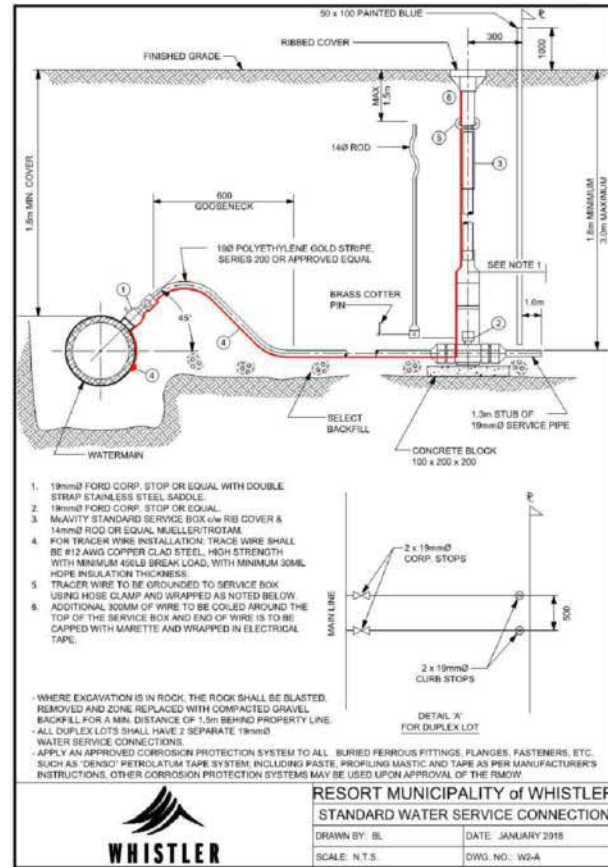 50 x 100 PAINTED BLUE
RIBBED COVER
300
1000
FINISHED GRADE
MAX
1.5m
6
5
3
14Ø ROD
1.8m MIN. COVER
600
GOOSENECK
1.8m MINIMUM
3.0m MAXIMUM
19Ø POLYETHYLENE GOLD STRIPE,
SERIES 200 OR APPROVED EQUAL
SEE NOTE 1
1.0m
1
45°
BRASS COTTER
PIN
2
4
4
SELECT
BACKFILL
1.3m STUB OF
19mmØ SERVICE PIPE
WATERMAIN
CONCRETE BLOCK
100 x 200 x 200
1. 19mmØ FORD CORP. STOP OR EQUAL WITH DOUBLE
STRAP STAINLESS STEEL SADDLE.
2. 19mmØ FORD CORP. STOP OR EQUAL.
3. McAVITY STANDARD SERVICE BOX c/w RIB COVER &
14mmØ ROD OR EQUAL MUELLER/TROTAM.
4. FOR TRACER WIRE INSTALLATION: TRACE WIRE SHALL
BE #12 AWG COPPER CLAD STEEL, HIGH STRENGTH
WITH MINIMUM 450LB BREAK LOAD, WITH MINIMUM 30MIL
HDPE INSULATION THICKNESS.
5. TRACER WIRE TO BE GROUNDED TO SERVICE BOX
USING HOSE CLAMP AND WRAPPED AS NOTED BELOW.
6. ADDITIONAL 300MM OF WIRE TO BE COILED AROUND THE
TOP OF THE SERVICE BOX AND END OF WIRE IS TO BE
CAPPED WITH MARETTE AND WRAPPED IN ELECTRICAL
TAPE.
2 x 19mmØ
CORP. STOPS
MAIN LINE
500
2 x 19mmØ
CURB STOPS
DETAIL 'A'
FOR DUPLEX LOT
- WHERE EXCAVATION IS IN ROCK, THE ROCK SHALL BE BLASTED,
REMOVED AND ZONE REPLACED WITH COMPACTED GRAVEL
BACKFILL FOR A MIN. DISTANCE OF 1.5m BEHIND PROPERTY LINE.
- ALL DUPLEX LOTS SHALL HAVE 2 SEPARATE 19mmØ
WATER SERVICE CONNECTIONS.
- APPLY AN APPROVED CORROSION PROTECTION SYSTEM TO ALL BURIED FERROUS FITTINGS, FLANGES, FASTENERS, ETC.
SUCH AS 'DENSO' PETROLATUM TAPE SYSTEM; INCLUDING PASTE, PROFILING MASTIC AND TAPE AS PER MANUFACTURER'S
INSTRUCTIONS, OTHER CORROSION PROTECTION SYSTEMS MAY BE USED UPON APPROVAL OF THE RMOW.
WHISTLER
RESORT MUNICIPALITY of WHISTLER
STANDARD WATER SERVICE CONNECTION
DRAWN BY: BL
DATE: JANUARY 2018
SCALE: N.T.S.
DWG. NO.: W2-A